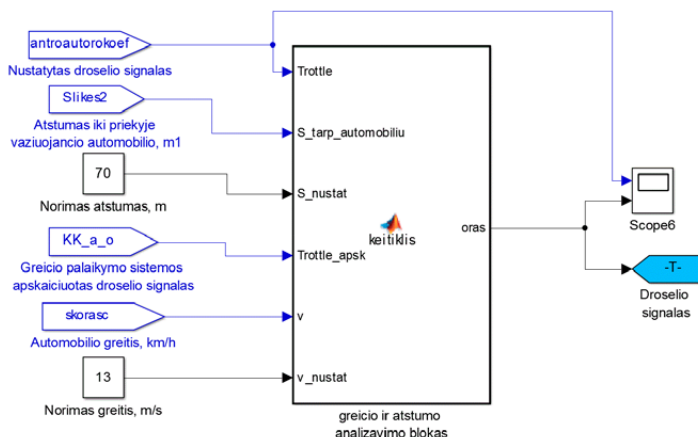 antroautorokoef
Nustatytas droselio signalas
Slikes2
Atstumas iki priekyje
vaziuojancio automobilio, m1
70
Norimas atstumas, m
KK_a_o
Greicio palaikymo sistemos
apskaiciuotas droselio signalas
skorasc
Automobilio greitis, km/h
13
Norimas greitis, m/s
Trottle
S_tarp_automobiliu
S_nustat
Trottle_apsk
v
v_nustat
keitiklis
oras
greicio ir atstumo
analizavimo blokas
Scope6
-T-
Droselio
signalas